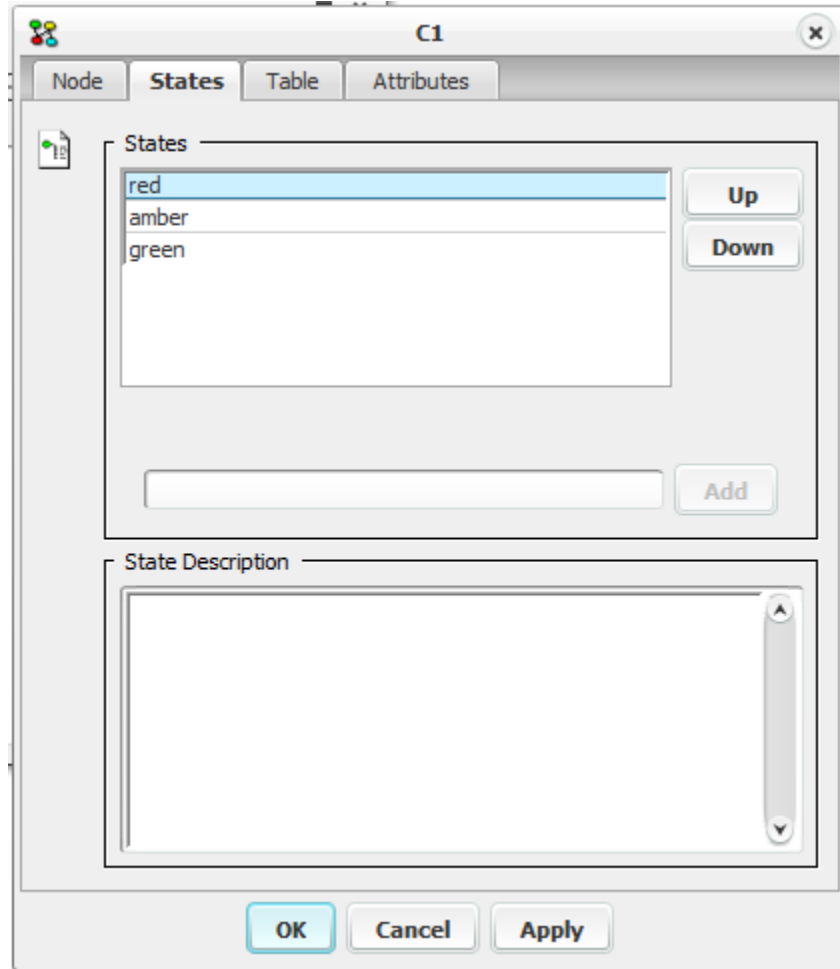 C1
Node States Table Attributes
States
red
amber
green
Up
Down
Add
State Description
OK Cancel Apply